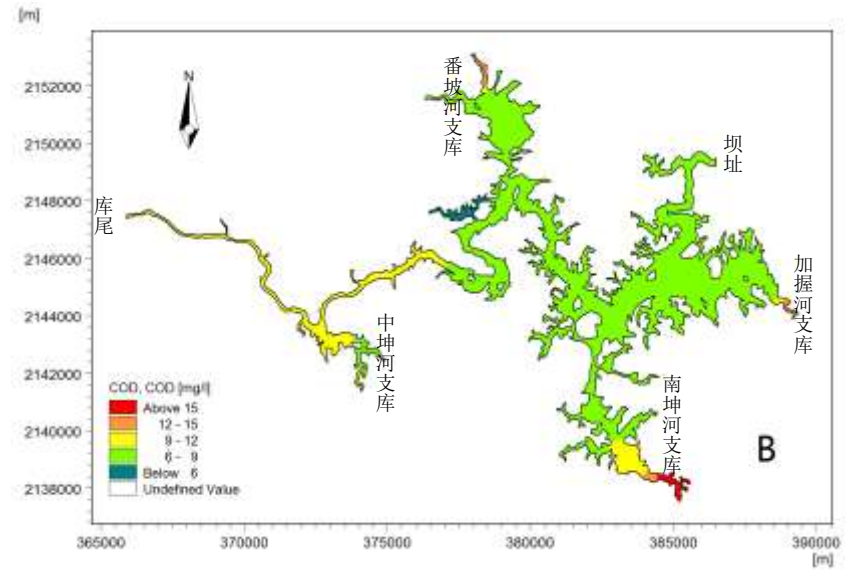 [m]
N
2152000
2150000
2148000
2146000
2144000
2142000
2140000
2138000
番坡河支库
坝址
库尾
加握河支库
中坤河支库
南坤河支库
COD, COD [mg/l]
Above 15
12 - 15
9 - 12
6 - 9
Below 6
Undefined Value
B
365000 370000 375000 380000 385000 390000
[m]